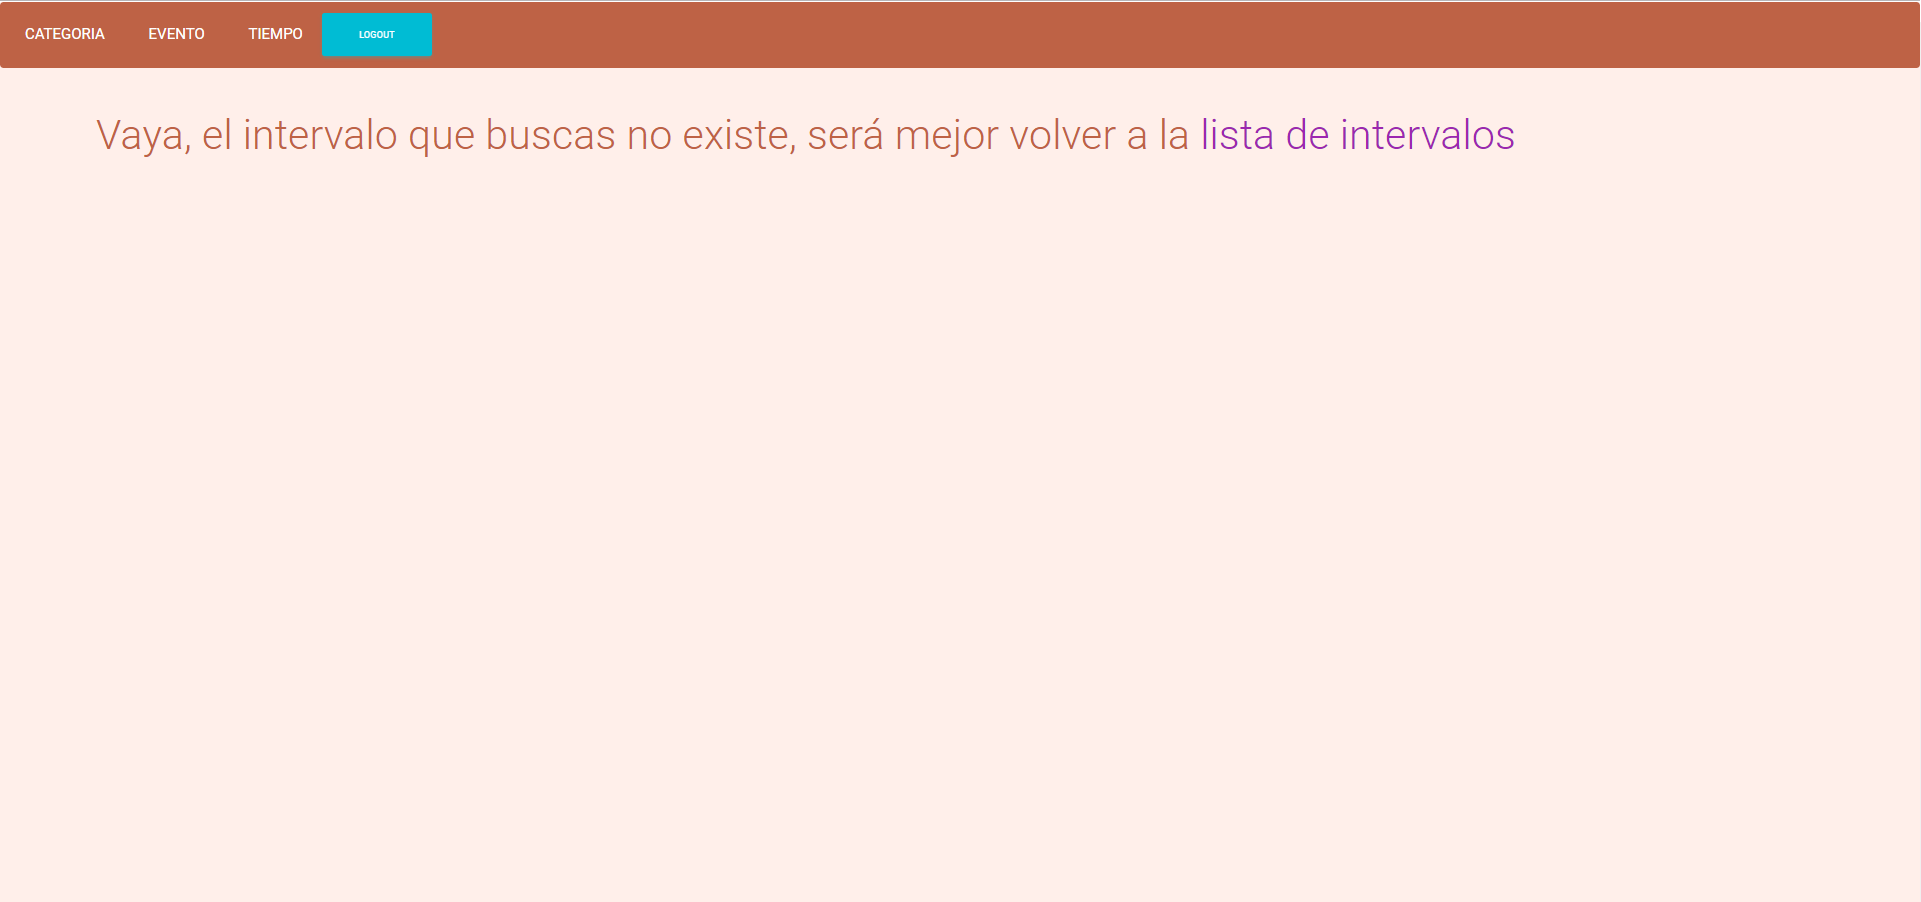 CATEGORIA EVENTO TIEMPO LOGOUT
Vaya, el intervalo que buscas no existe, será mejor volver a la lista de intervalos